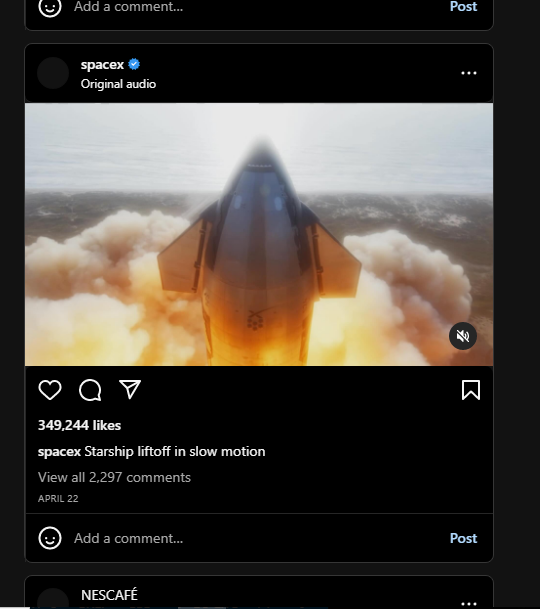 Add a comment...
Post
spacex
Original audio
349,244 likes
spacex Starship liftoff in slow motion
View all 2,297 comments
APRIL 22
Add a comment...
Post
NESCAFÉ